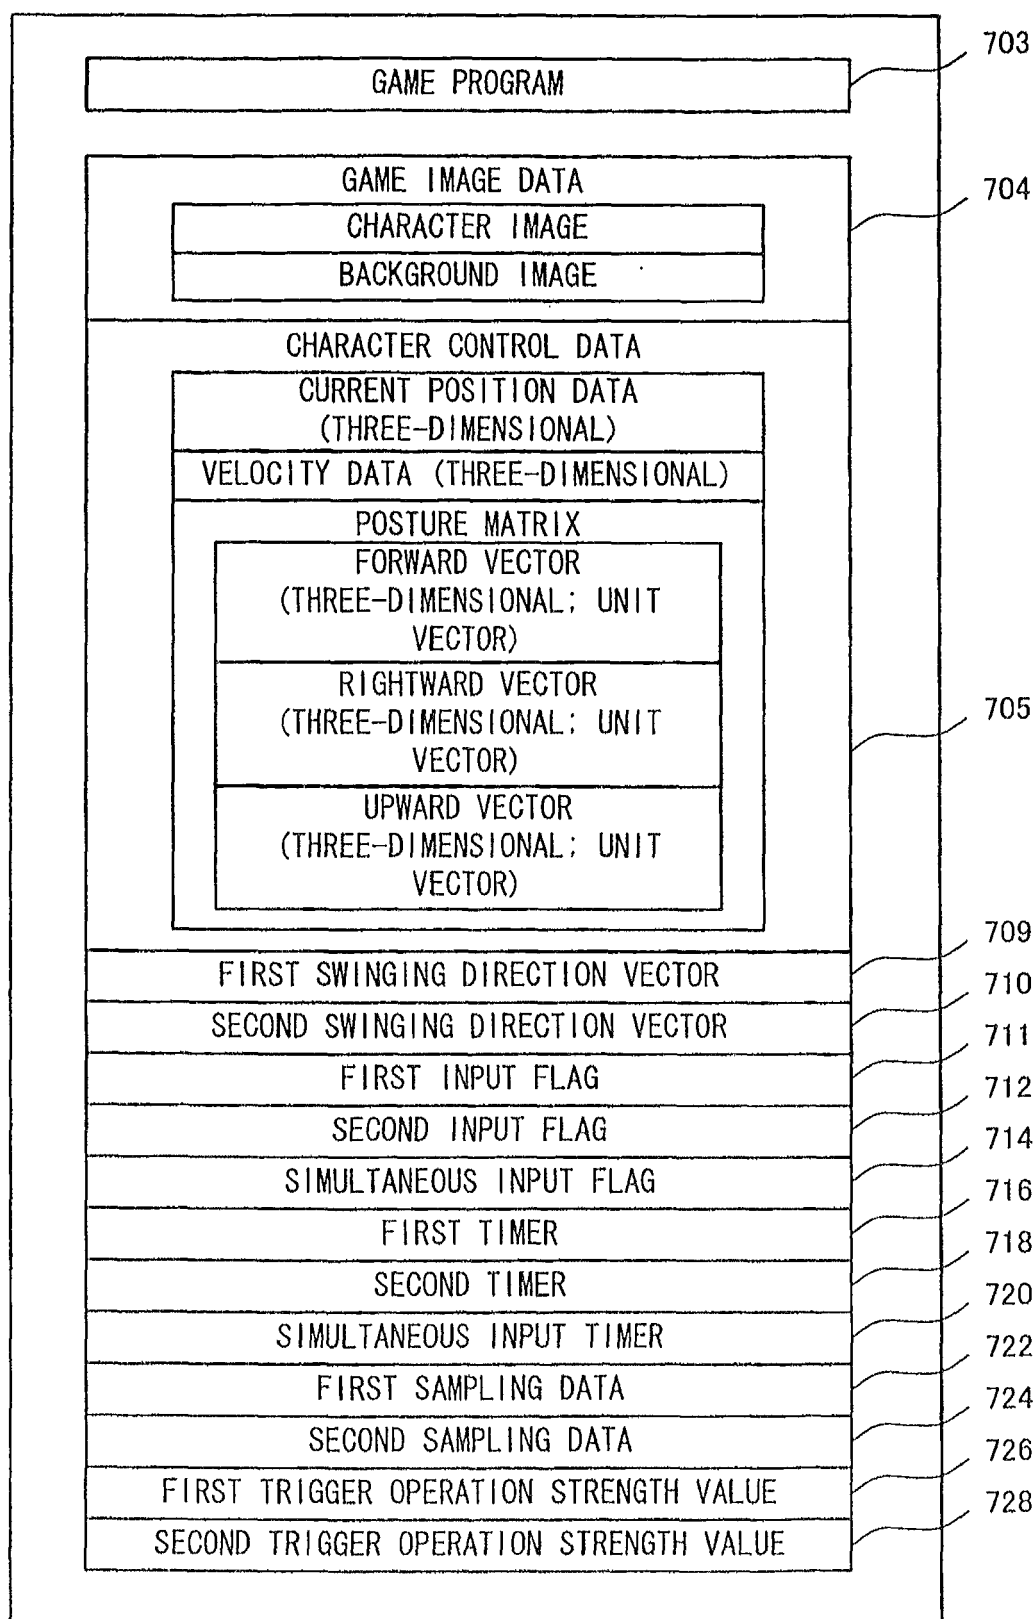 703
GAME PROGRAM
704
GAME IMAGE DATA
CHARACTER IMAGE
BACKGROUND IMAGE
705
CHARACTER CONTROL DATA
CURRENT POSITION DATA
(THREE-DIMENSIONAL)
VELOCITY DATA (THREE-DIMENSIONAL)
POSTURE MATRIX
FORWARD VECTOR
(THREE-DIMENSIONAL; UNIT
VECTOR)
RIGHTWARD VECTOR
(THREE-DIMENSIONAL; UNIT
VECTOR)
UPWARD VECTOR
(THREE-DIMENSIONAL; UNIT
VECTOR)
709
FIRST SWINGING DIRECTION VECTOR
710
SECOND SWINGING DIRECTION VECTOR
711
FIRST INPUT FLAG
712
SECOND INPUT FLAG
714
SIMULTANEOUS INPUT FLAG
716
FIRST TIMER
718
SECOND TIMER
720
SIMULTANEOUS INPUT TIMER
722
FIRST SAMPLING DATA
724
SECOND SAMPLING DATA
726
FIRST TRIGGER OPERATION STRENGTH VALUE
728
SECOND TRIGGER OPERATION STRENGTH VALUE